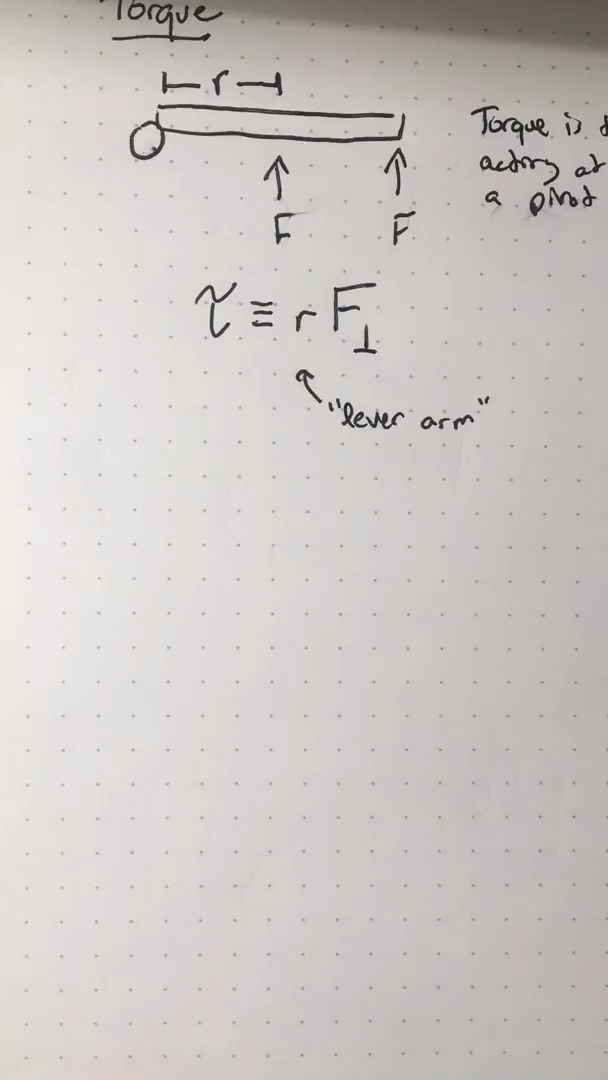 Torque
r
Torque is
acting at
a pivot
F F
τ ≡ r F⊥
"lever arm"